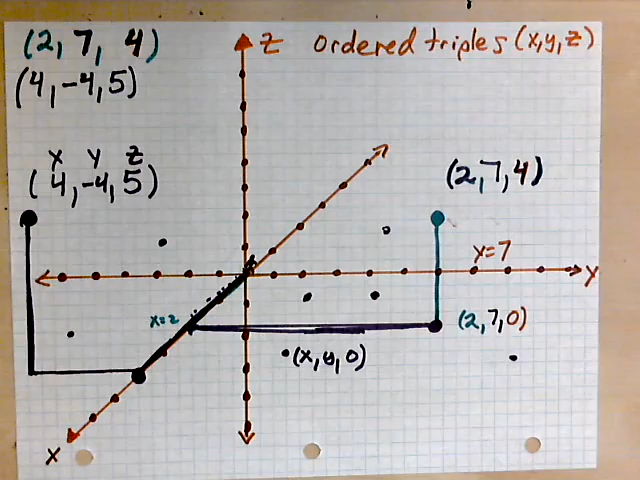 (2, 7, 4)
(4, -4, 5)
z ordered triples (x, y, z)
x y z
(4, -4, 5)
(2, 7, 4)
y=7
y
x=2
(2, 7, 0)
(x, y, 0)
x